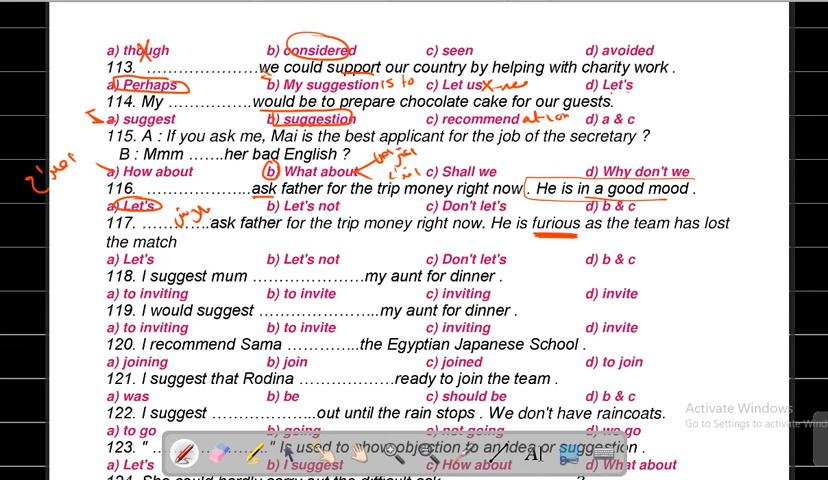 a) though b) considered c) seen d) avoided
113. ……………………we could support our country by helping with charity work .
a) Perhaps b) My suggestion is to c) Let us d) Let's
114. My ……………would be to prepare chocolate cake for our guests.
a) suggest b) suggestion c) recommend ation d) a & c
115. A : If you ask me, Mai is the best applicant for the job of the secretary ?
B : Mmm …….her bad English ?
a) How about b) What about c) Shall we d) Why don't we
116. …………………ask father for the trip money right now . He is in a good mood .
a) Let's b) Let's not c) Don't let's d) b & c
117. …………ask father for the trip money right now. He is furious as the team has lost
the match
a) Let's b) Let's not c) Don't let's d) b & c
118. I suggest mum …………………my aunt for dinner .
a) to inviting b) to invite c) inviting d) invite
119. I would suggest …………………..my aunt for dinner .
a) to inviting b) to invite c) inviting d) invite
120. I recommend Sama …………..the Egyptian Japanese School .
a) joining b) join c) joined d) to join
121. I suggest that Rodina ………………ready to join the team .
a) was b) be c) should be d) b & c
122. I suggest ………………..out until the rain stops . We don't have raincoats.
a) to go b) going c) not going d) we go
123. " …………………." Is used to show objection to an idea or suggestion .
a) Let's b) I suggest c) How about d) What about
Activate Windows
Go to Settings to activate Wind